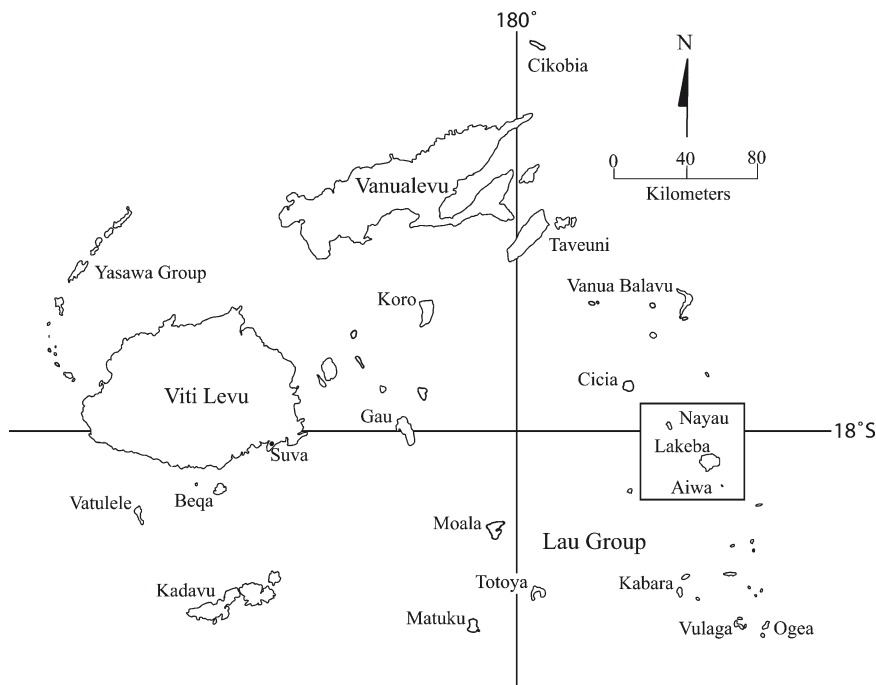 180°
Cikobia
N
0 40 80
Kilometers
Vanualevu
Taveuni
Yasawa Group
Vanua Balavu
Koro
Cicia
Viti Levu
Gau
Nayau
18°S
Lakeba
Suva
Aiwa
Beqa
Vatulele
Moala
Lau Group
Totoya
Kabara
Kadavu
Matuku
Vulaga
Ogea